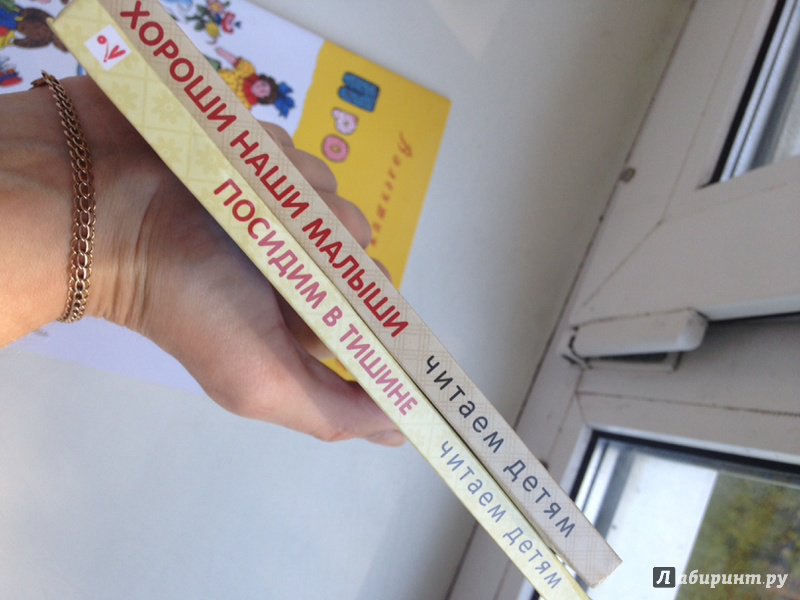 ХОРОШИ НАШИ МАЛЫШИ читаем детям
ПОСИДИМ В ТИШИНЕ читаем детям
Лабиринт.ру